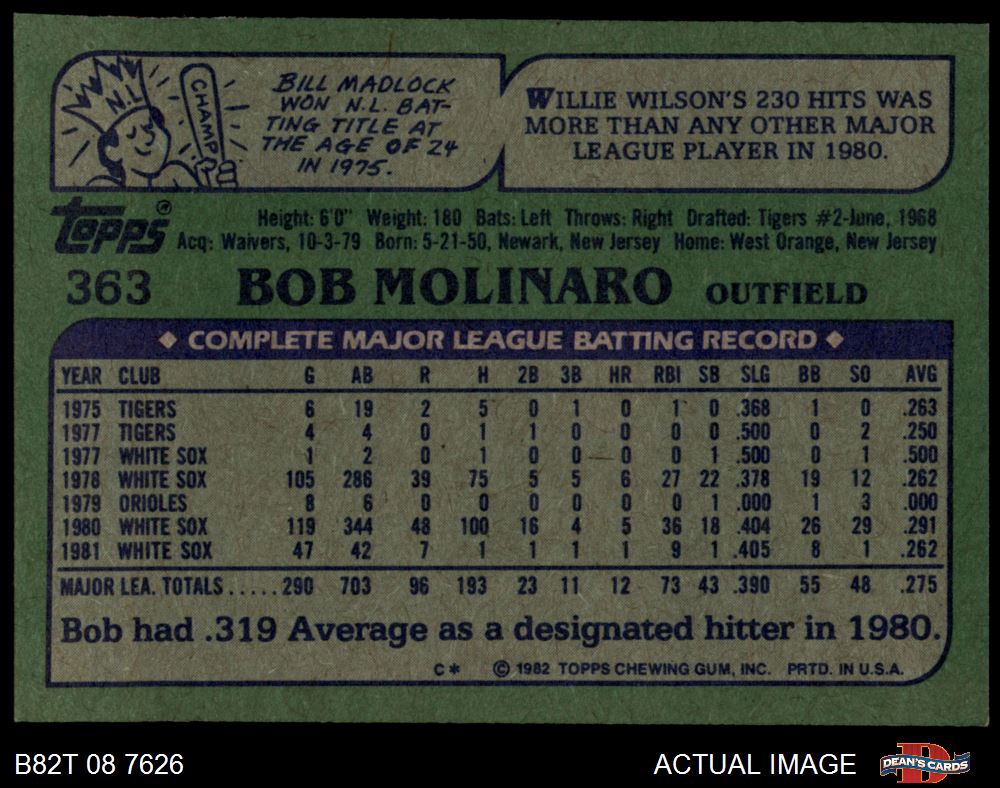 N.L.
CHAMP
BILL MADLOCK
WON N.L. BAT-
TING TITLE AT
THE AGE OF 24
IN 1975.
WILLIE WILSON'S 230 HITS WAS
MORE THAN ANY OTHER MAJOR
LEAGUE PLAYER IN 1980.
topps®
Height: 6'0" Weight: 180 Bats: Left Throws: Right Drafted: Tigers #2-June, 1968
Acq: Waivers, 10-3-79 Born: 5-21-50, Newark, New Jersey Home: West Orange, New Jersey
363 BOB MOLINARO OUTFIELD
◆ COMPLETE MAJOR LEAGUE BATTING RECORD ◆
YEAR CLUB G AB R H 2B 3B HR RBI SB SLG BB SO AVG
1975 TIGERS 6 19 2 5 0 1 0 1 0 .368 1 0 .263
1977 TIGERS 4 4 0 1 1 0 0 0 0 .500 0 2 .250
1977 WHITE SOX 1 2 0 1 0 0 0 0 1 .500 0 1 .500
1978 WHITE SOX 105 286 39 75 5 5 6 27 22 .378 19 12 .262
1979 ORIOLES 8 6 0 0 0 0 0 0 1 .000 1 3 .000
1980 WHITE SOX 119 344 48 100 16 4 5 36 18 .404 26 29 .291
1981 WHITE SOX 47 42 7 1 1 1 1 9 1 .405 8 1 .262
MAJOR LEA. TOTALS.....290 703 96 193 23 11 12 73 43 .390 55 48 .275
Bob had .319 Average as a designated hitter in 1980.
C* © 1982 TOPPS CHEWING GUM, INC. PRTD. IN U.S.A.
B82T 08 7626 ACTUAL IMAGE
D DEAN'S CARDS